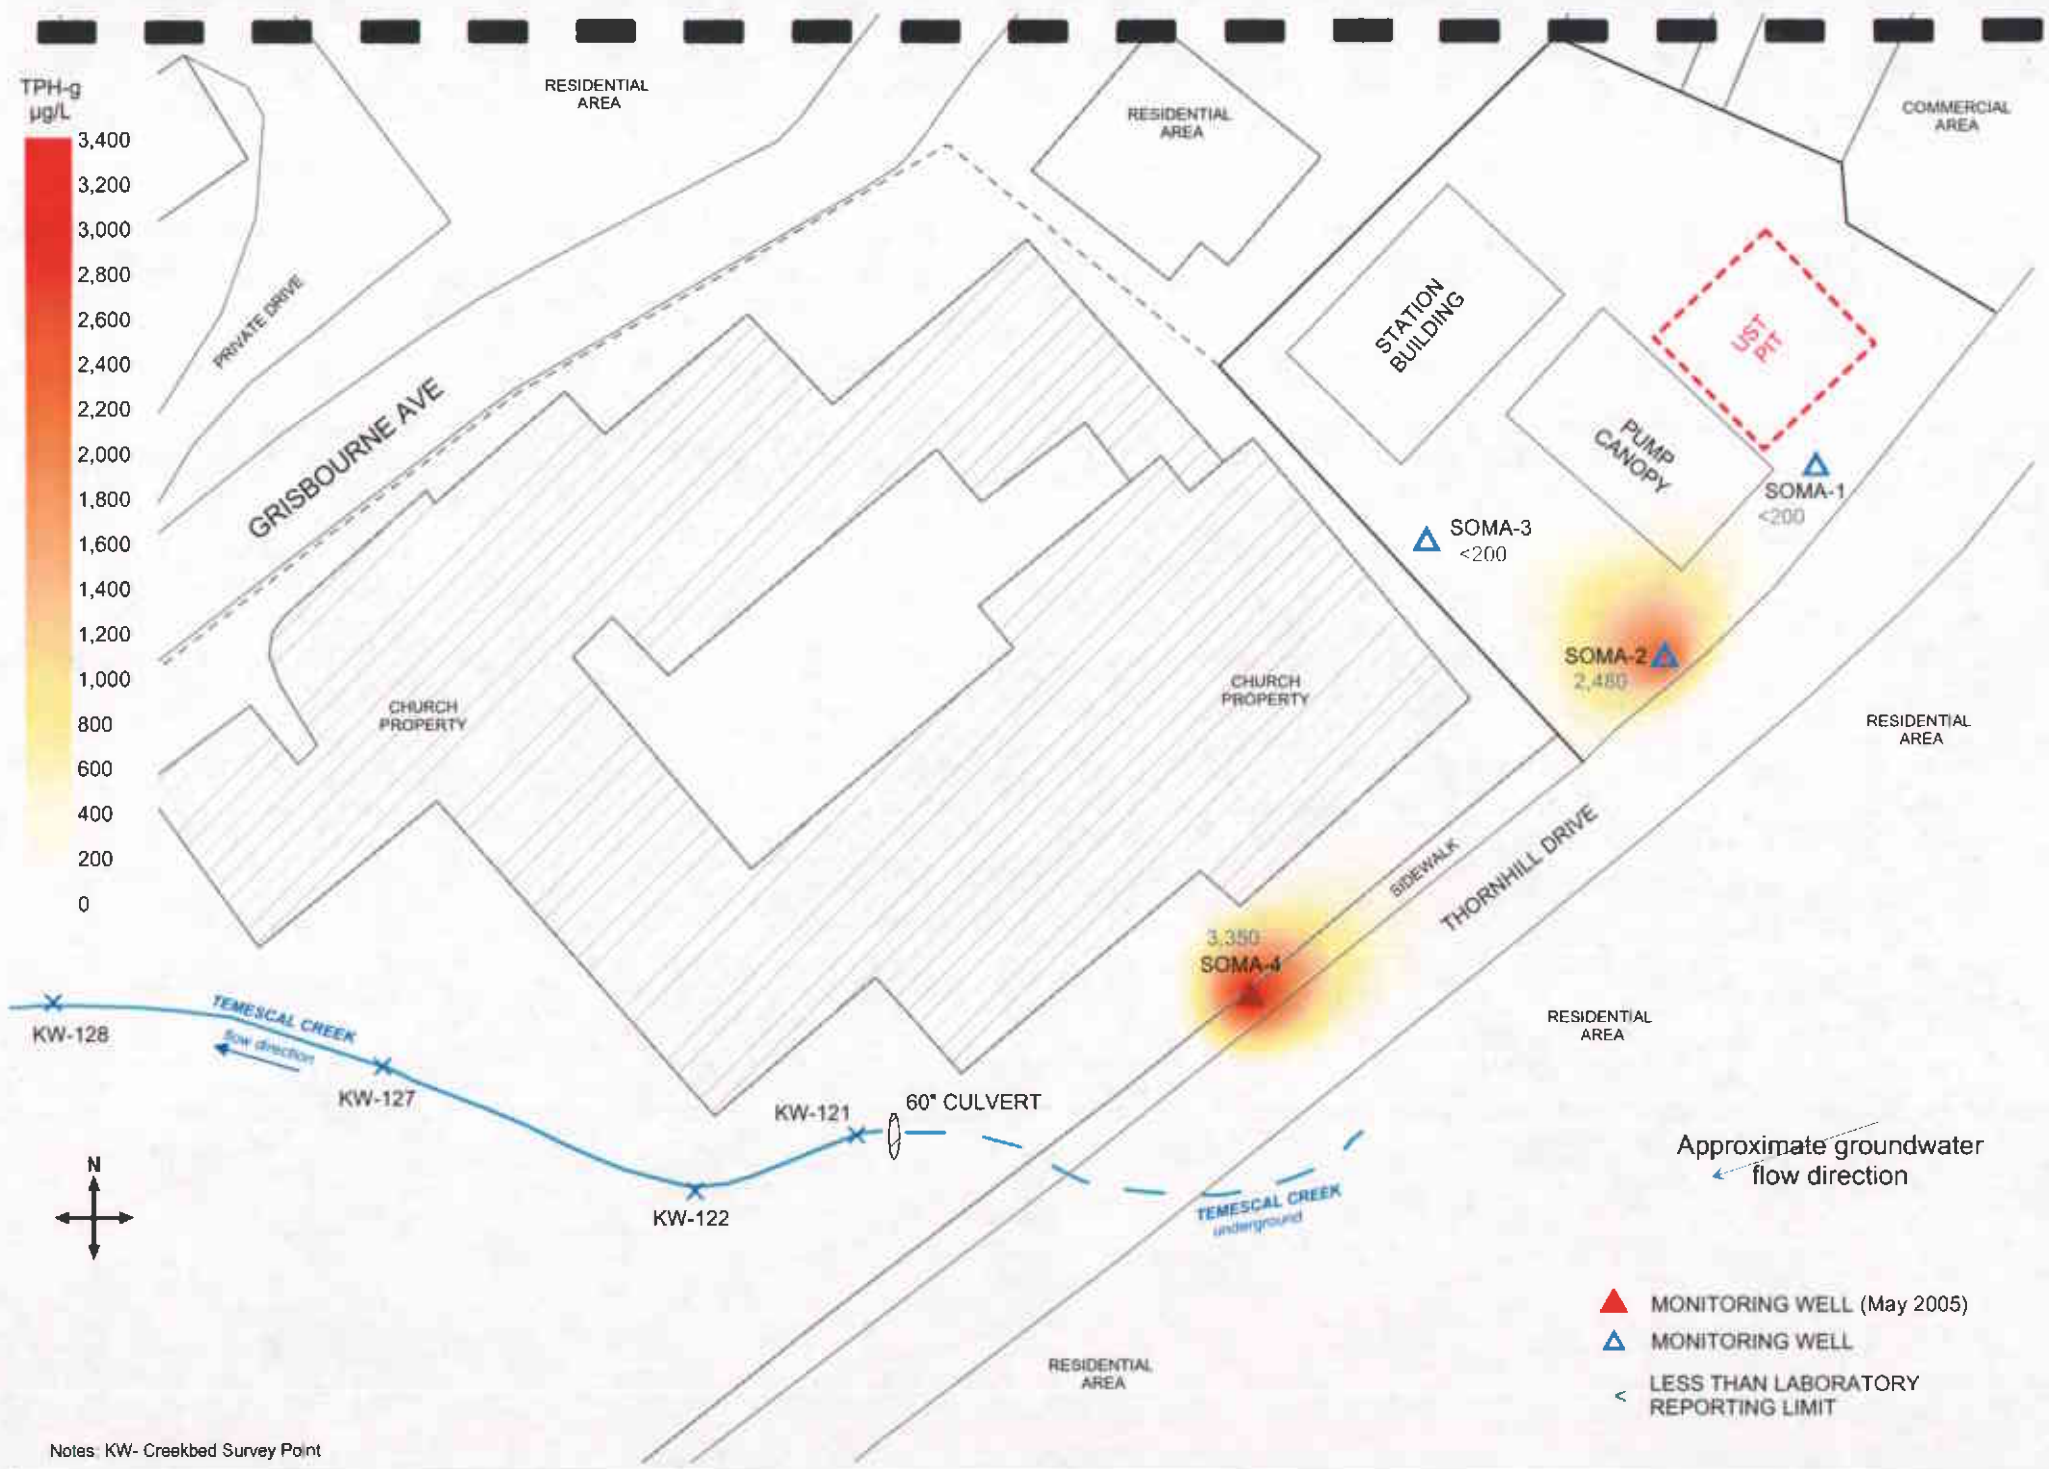 TPH-g
µg/L
3,400
3,200
3,000
2,800
2,600
2,400
2,200
2,000
1,800
1,600
1,400
1,200
1,000
800
600
400
200
0
RESIDENTIAL
AREA
RESIDENTIAL
AREA
COMMERCIAL
AREA
PRIVATE DRIVE
GRISBOURNE AVE
STATION
BUILDING
UST
PIT
PUMP
CANOPY
SOMA-1
<200
SOMA-3
<200
SOMA-2
2,480
CHURCH
PROPERTY
CHURCH
PROPERTY
RESIDENTIAL
AREA
SIDEWALK
THORNHILL DRIVE
3,350
SOMA-4
RESIDENTIAL
AREA
TEMESCAL CREEK
flow direction
KW-128
KW-127
KW-121
60" CULVERT
KW-122
TEMESCAL CREEK
underground
N
Approximate groundwater
flow direction
RESIDENTIAL
AREA
MONITORING WELL (May 2005)
MONITORING WELL
< LESS THAN LABORATORY
REPORTING LIMIT
Notes: KW- Creekbed Survey Point